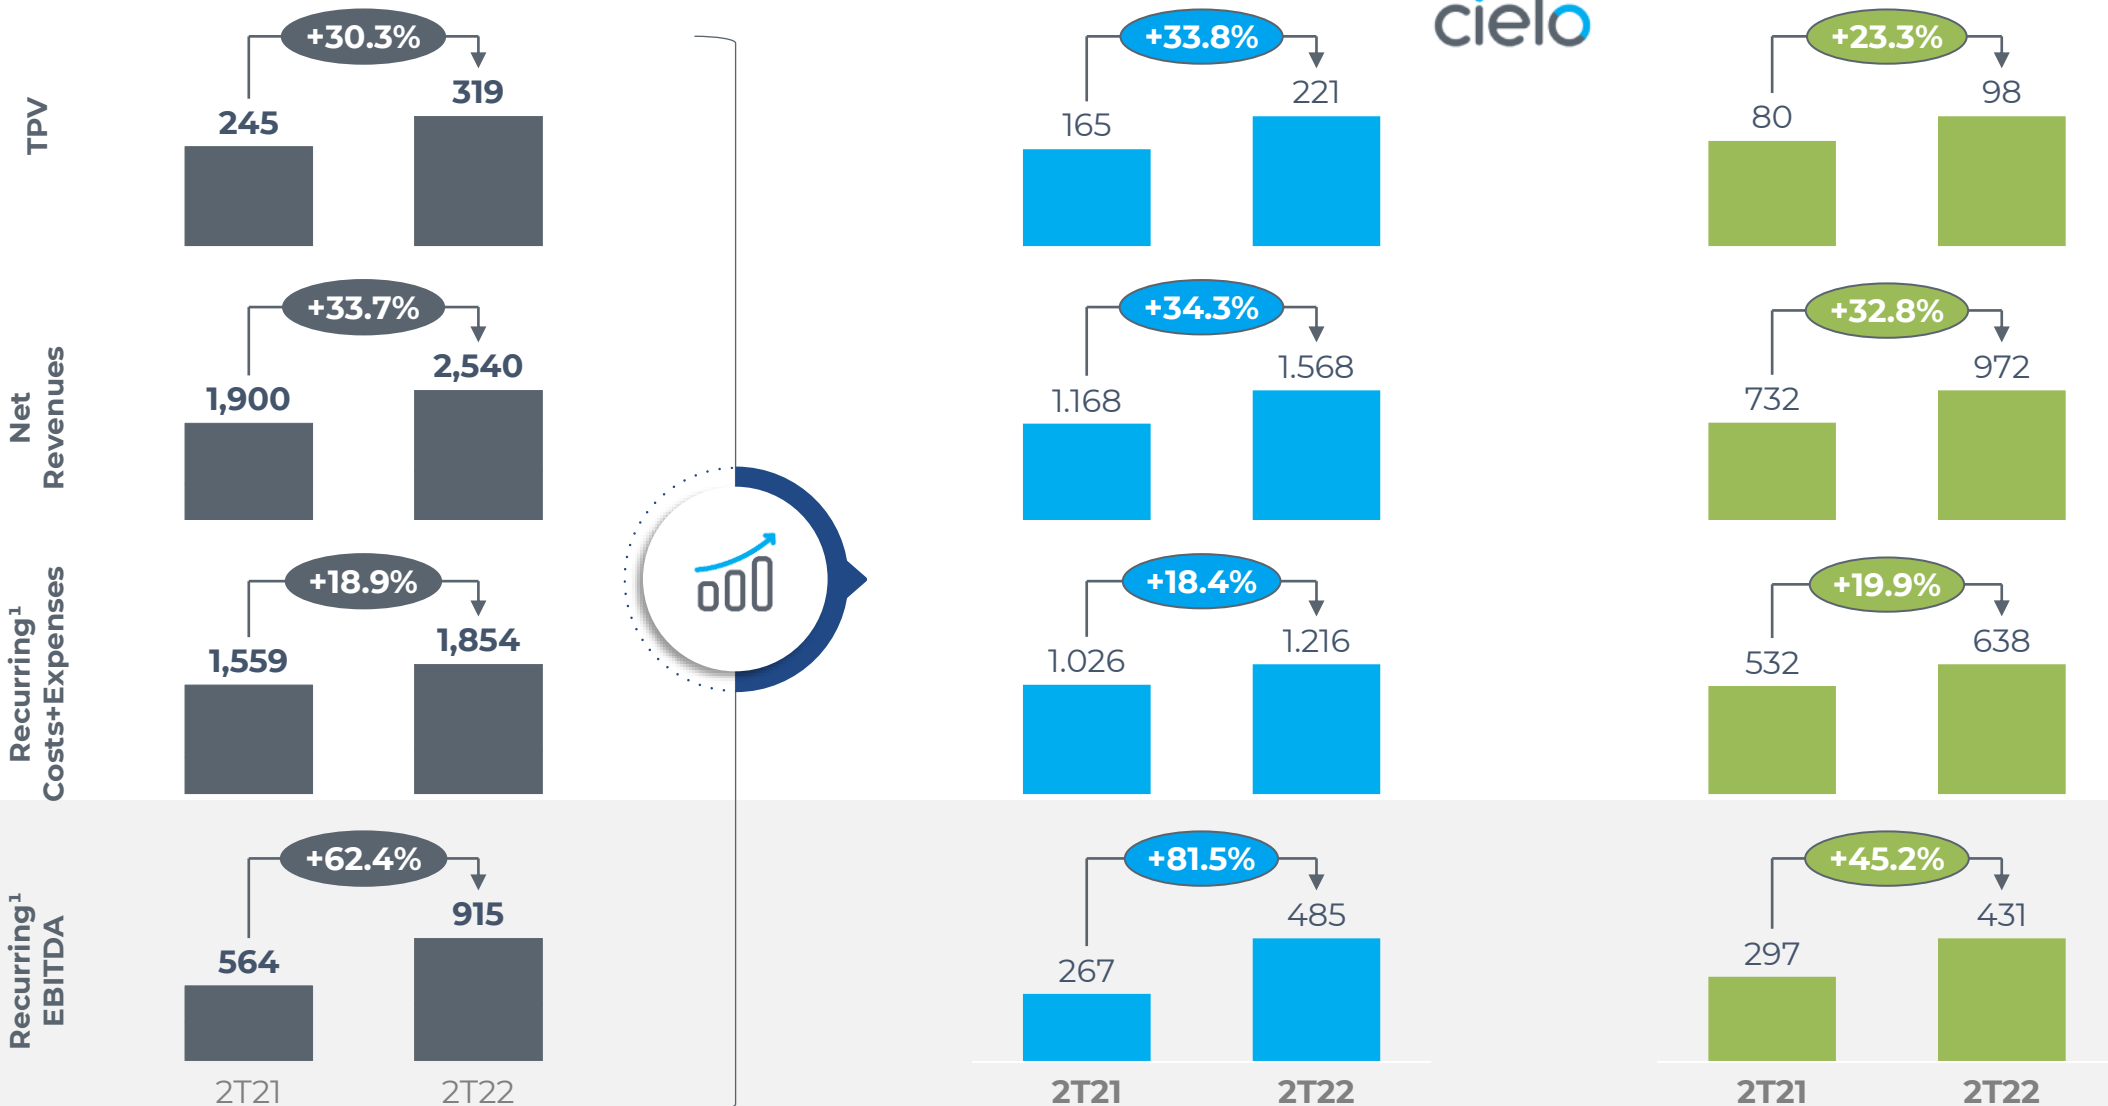 cielo
TPV
+30.3%
245
319
+33.8%
165
221
+23.3%
80
98
Net
Revenues
+33.7%
1,900
2,540
+34.3%
1.168
1.568
+32.8%
732
972
Recurring¹
Costs+Expenses
+18.9%
1,559
1,854
+18.4%
1.026
1.216
+19.9%
532
638
Recurring¹
EBITDA
+62.4%
564
915
+81.5%
267
485
+45.2%
297
431
2T21
2T22
2T21
2T22
2T21
2T22